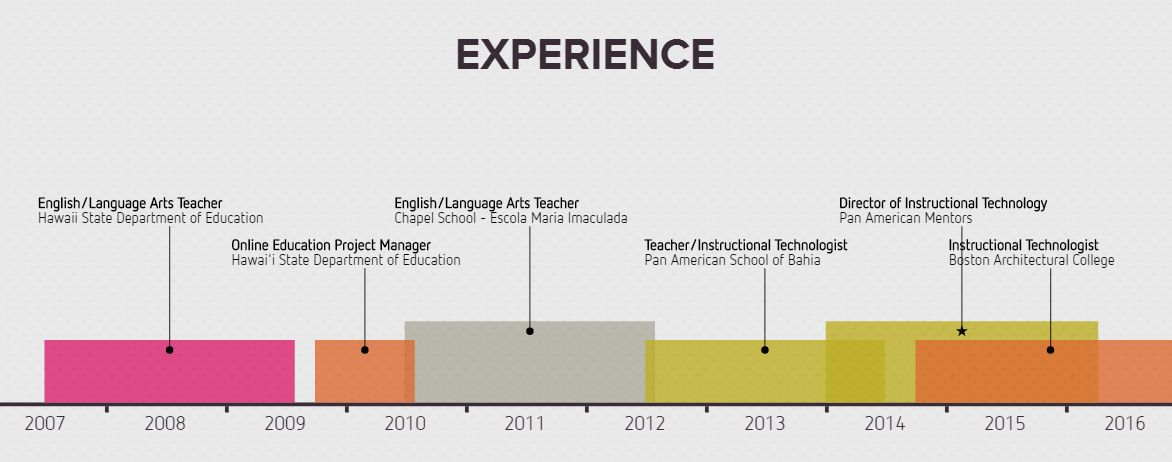 EXPERIENCE
English/Language Arts Teacher
Hawaii State Department of Education
English/Language Arts Teacher
Chapel School - Escola Maria Imaculada
Director of Instructional Technology
Pan American Mentors
Online Education Project Manager
Hawai'i State Department of Education
Teacher/Instructional Technologist
Pan American School of Bahia
Instructional Technologist
Boston Architectural College
2007 2008 2009 2010 2011 2012 2013 2014 2015 2016